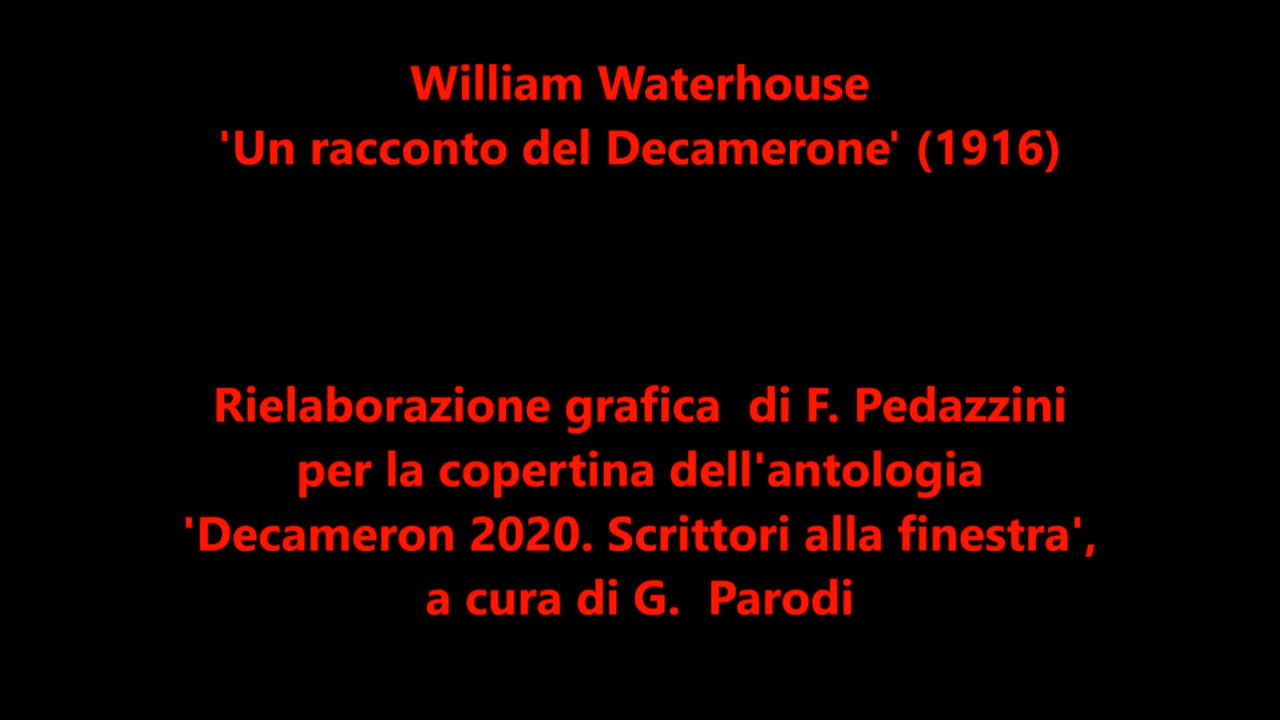 William Waterhouse
'Un racconto del Decamerone' (1916)
Rielaborazione grafica  di F. Pedazzini
per la copertina dell'antologia
'Decameron 2020. Scrittori alla finestra',
a cura di G.  Parodi